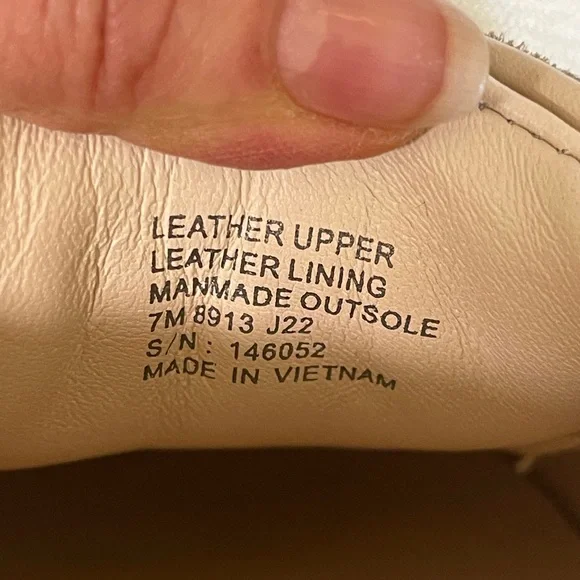 LEATHER UPPER
LEATHER LINING
MANMADE OUTSOLE
7M 8913 J22
S/N: 146052
MADE IN VIETNAM